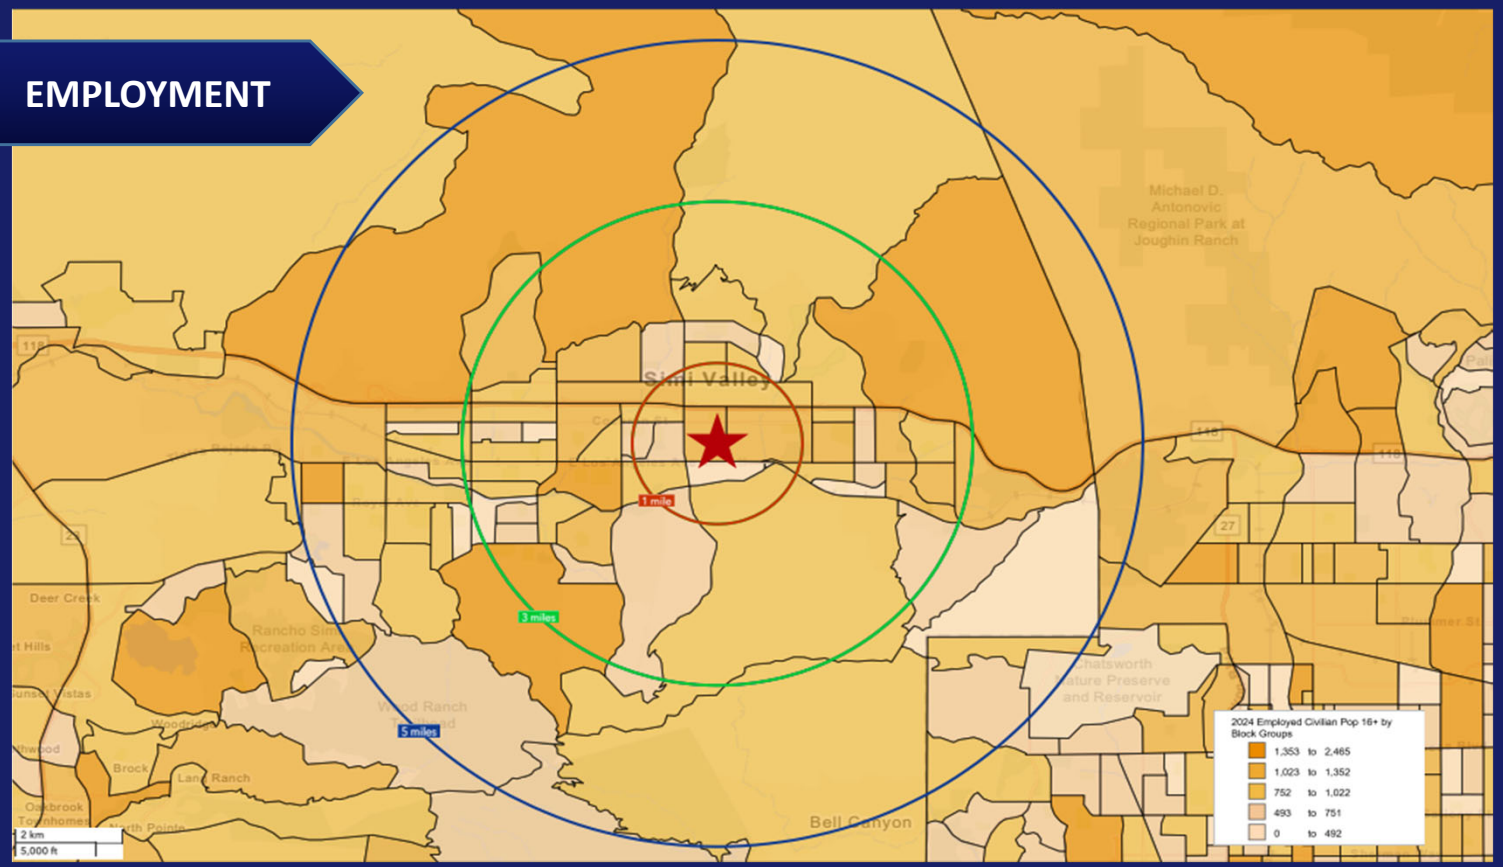 EMPLOYMENT
Michael D.
Antonovic
Regional Park at
Joughin Ranch
118
Simi Valley
118
118
1 mile
27
23
Deer Creek
3 miles
Rancho Simi
Recreation Area
Chatsworth
Nature Preserve
and Reservoir
Sunset Vistas
Wood Ranch
5 miles
Woodridge
Brock
Lang Ranch
Oakbrook
Townhomes
North Pointe
Bell Canyon
2 km
5,000 ft
2024 Employed Civilian Pop 16+ by
Block Groups
1,353 to 2,465
1,023 to 1,352
752 to 1,022
493 to 751
0 to 492